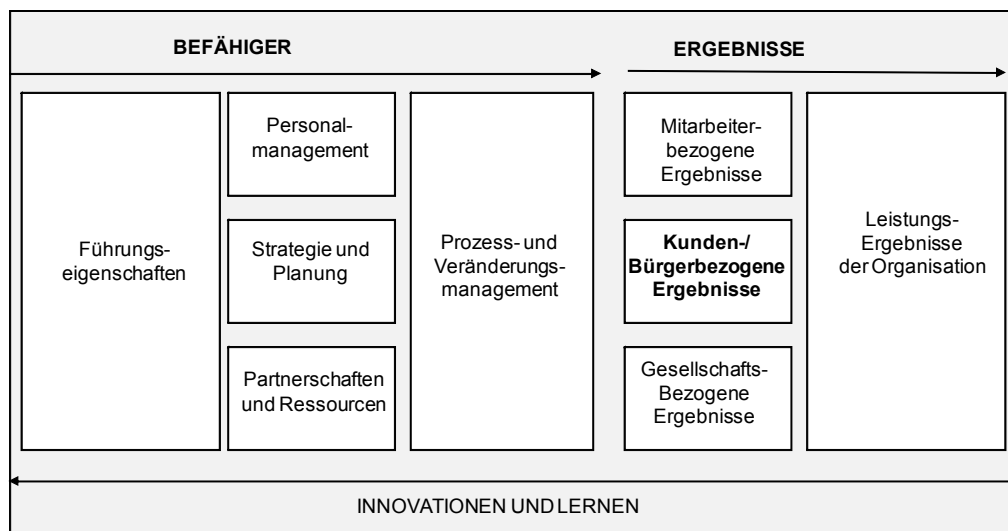 BEFÄHIGER
ERGEBNISSE
Führungs-
eigenschaften
Personal-
management
Strategie und
Planung
Partnerschaften
und Ressourcen
Prozess- und
Veränderungs-
management
Mitarbeiter-
bezogene
Ergebnisse
Kunden-/
Bürgerbezogene
Ergebnisse
Gesellschafts-
Bezogene
Ergebnisse
Leistungs-
Ergebnisse
der Organisation
INNOVATIONEN UND LERNEN